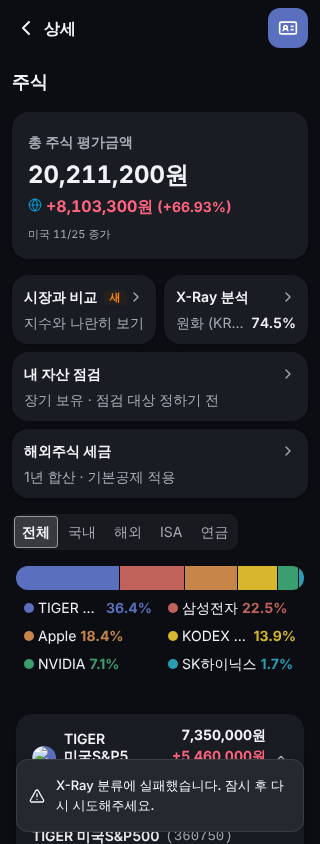 상세
주식
총 주식 평가금액
20,211,200원
+8,103,300원 (+66.93%)
미국 11/25 종가
시장과 비교 새
지수와 나란히 보기
X-Ray 분석
원화 (KR... 74.5%
내 자산 점검
장기 보유 · 점검 대상 정하기 전
해외주식 세금
1년 합산 · 기본공제 적용
전체 국내 해외 ISA 연금
TIGER ... 36.4% 삼성전자 22.5%
Apple 18.4% KODEX ... 13.9%
NVIDIA 7.1% SK하이닉스 1.7%
TIGER 7,350,000원
미국S&P5 +5,460,000원
X-Ray 분류에 실패했습니다. 잠시 후 다
시 시도해주세요.
TIGER 미국S&P500 (360750)